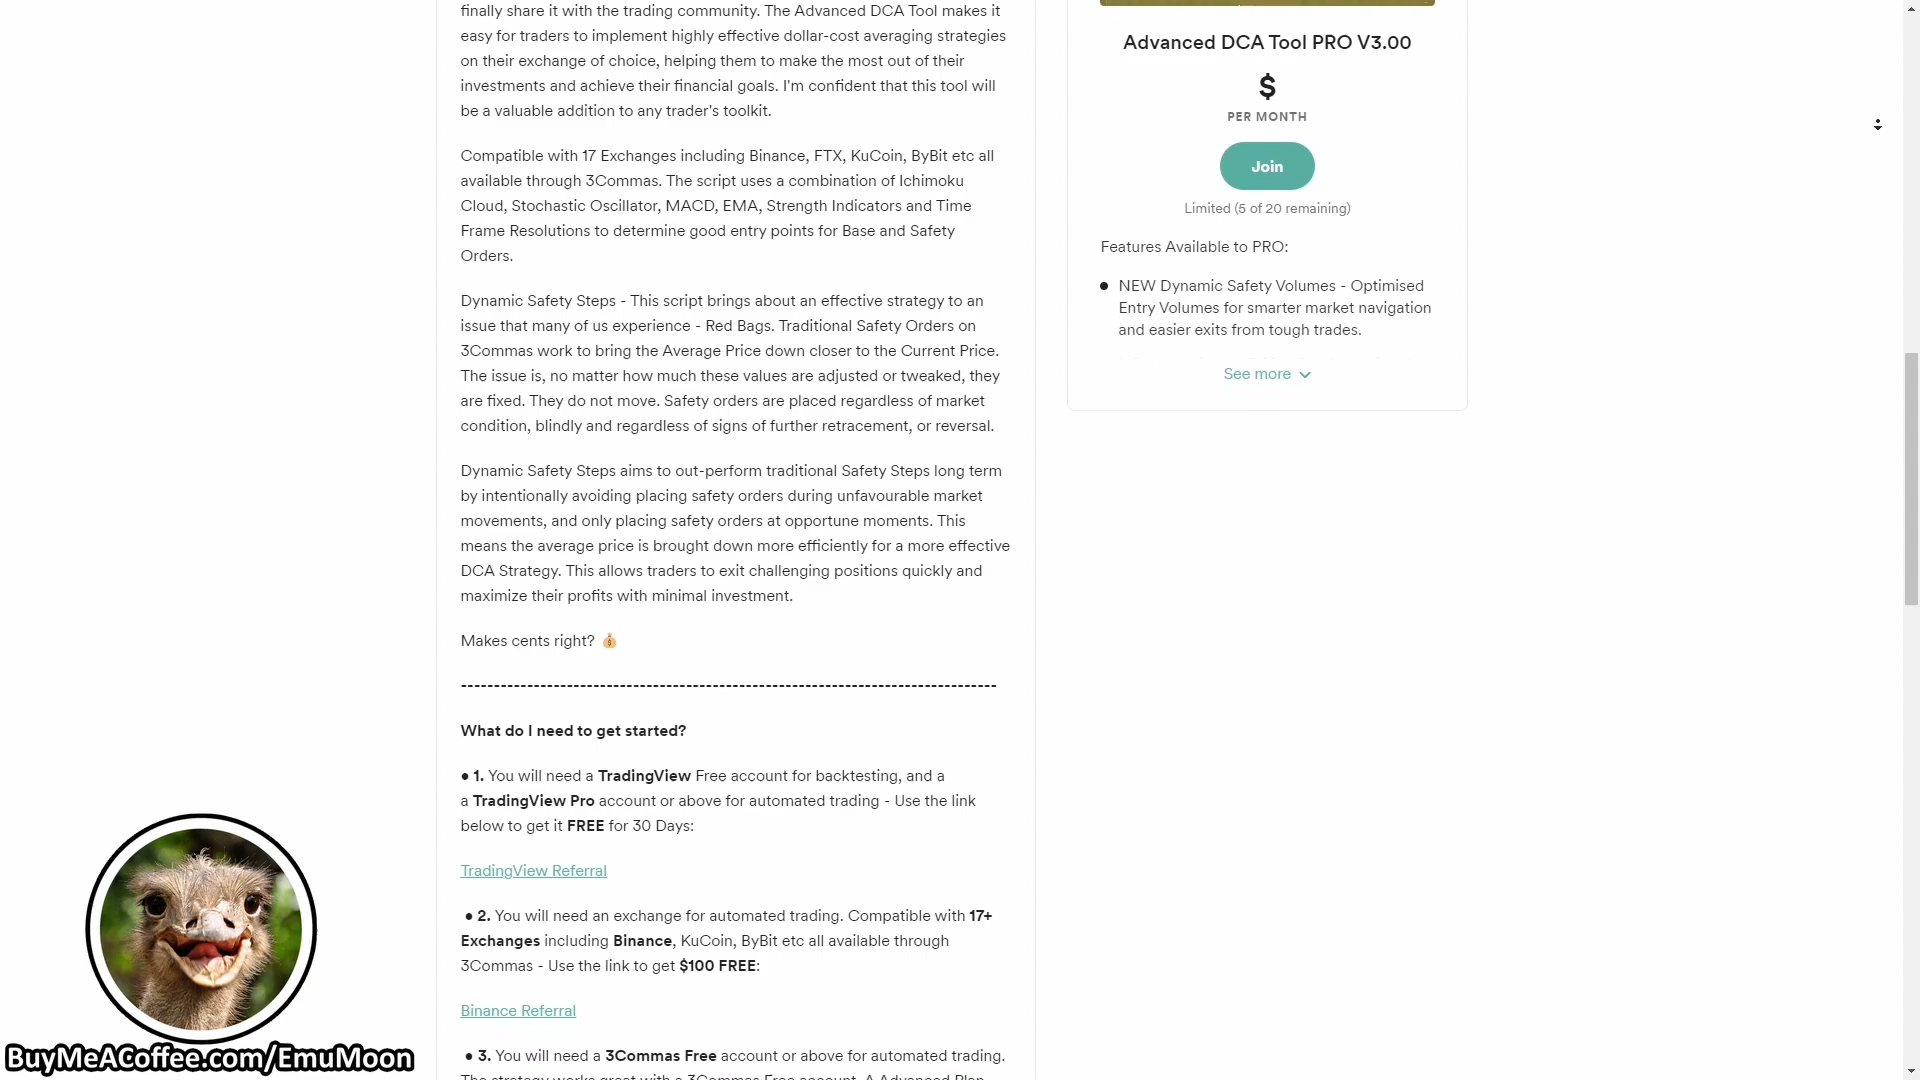 finally share it with the trading community. The Advanced DCA Tool makes it
easy for traders to implement highly effective dollar-cost averaging strategies
on their exchange of choice, helping them to make the most out of their
investments and achieve their financial goals. I'm confident that this tool will
be a valuable addition to any trader's toolkit.
Compatible with 17 Exchanges including Binance, FTX, KuCoin, ByBit etc all
available through 3Commas. The script uses a combination of Ichimoku
Cloud, Stochastic Oscillator, MACD, EMA, Strength Indicators and Time
Frame Resolutions to determine good entry points for Base and Safety
Orders.
Dynamic Safety Steps - This script brings about an effective strategy to an
issue that many of us experience - Red Bags. Traditional Safety Orders on
3Commas work to bring the Average Price down closer to the Current Price.
The issue is, no matter how much these values are adjusted or tweaked, they
are fixed. They do not move. Safety orders are placed regardless of market
condition, blindly and regardless of signs of further retracement, or reversal.
Dynamic Safety Steps aims to out-perform traditional Safety Steps long term
by intentionally avoiding placing safety orders during unfavourable market
movements, and only placing safety orders at opportune moments. This
means the average price is brought down more efficiently for a more effective
DCA Strategy. This allows traders to exit challenging positions quickly and
maximize their profits with minimal investment.
Makes cents right? 💰
---------------------------------------------------------------------------------
What do I need to get started?
● 1. You will need a TradingView Free account for backtesting, and a
a TradingView Pro account or above for automated trading - Use the link
below to get it FREE for 30 Days:
TradingView Referral
● 2. You will need an exchange for automated trading. Compatible with 17+
Exchanges including Binance, KuCoin, ByBit etc all available through
3Commas - Use the link to get $100 FREE:
Binance Referral
● 3. You will need a 3Commas Free account or above for automated trading.
The strategy works great with a 3Commas Free account. A Advanced Plan
Advanced DCA Tool PRO V3.00
$
PER MONTH
Join
Limited (5 of 20 remaining)
Features Available to PRO:
● NEW Dynamic Safety Volumes - Optimised
Entry Volumes for smarter market navigation
and easier exits from tough trades.
See more
BuyMeACoffee.com/EmuMoon